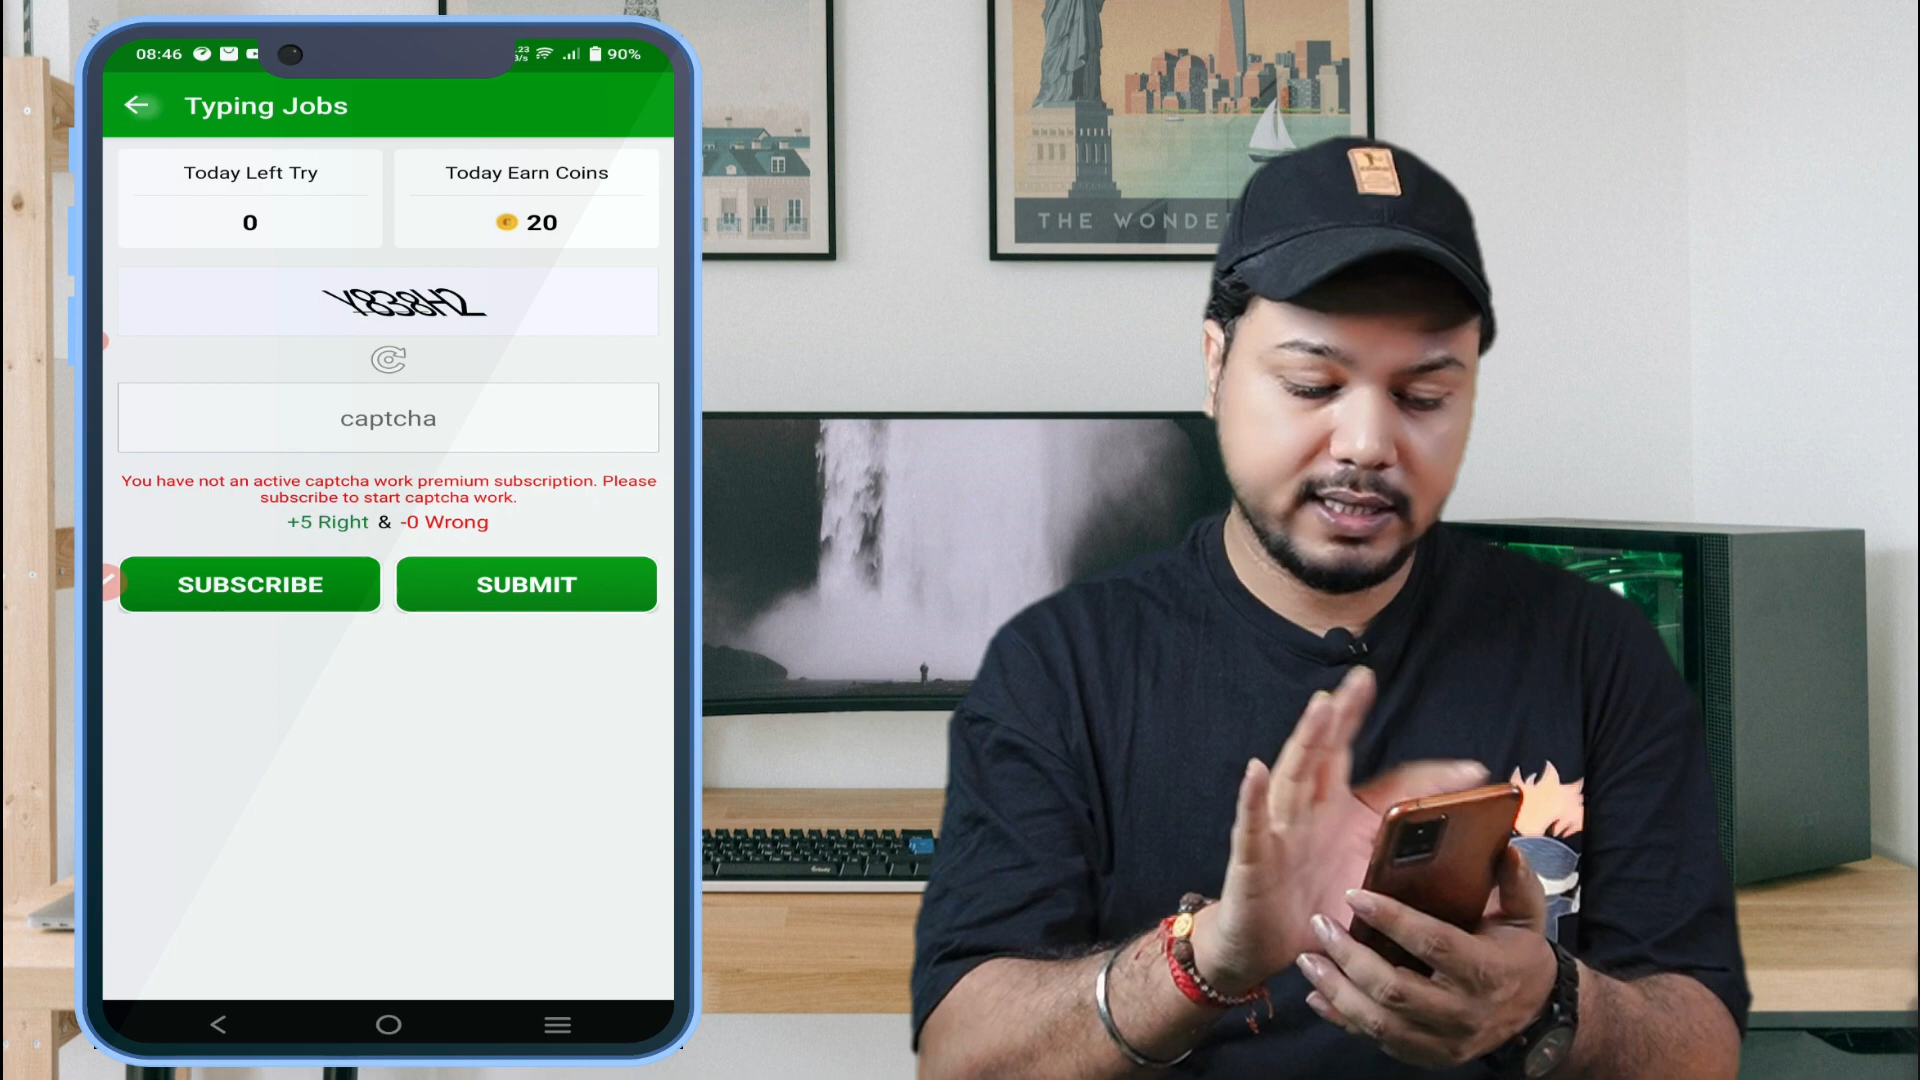 08:46
90%
Typing Jobs
Today Left Try
Today Earn Coins
0
20
Y838H2
captcha
You have not an active captcha work premium subscription. Please
subscribe to start captcha work.
+5 Right & -0 Wrong
SUBSCRIBE
SUBMIT
THE WONDE